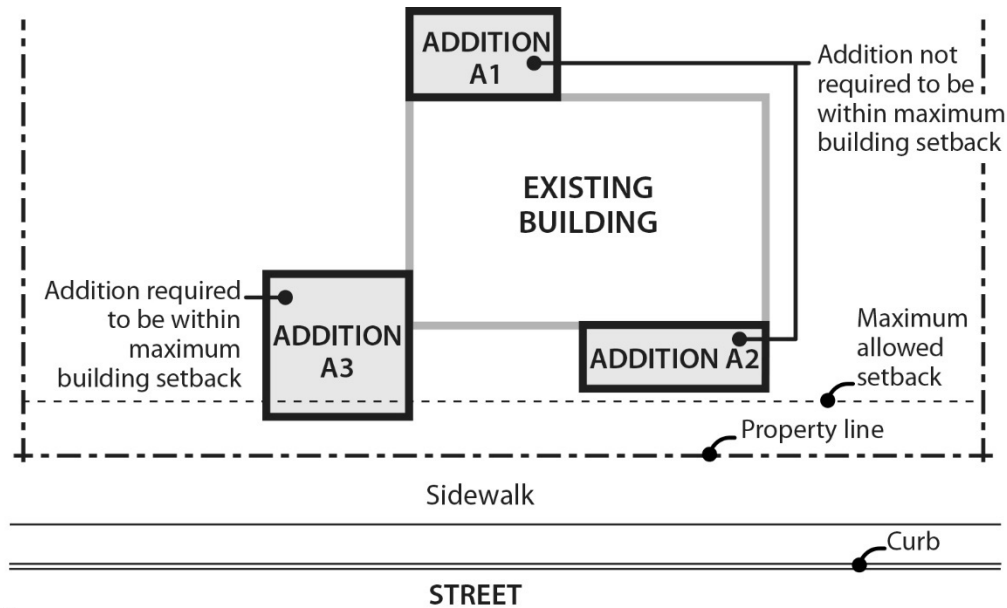 ADDITION
A1
Addition not
required to be
within maximum
building setback
EXISTING
BUILDING
Addition required
to be within
maximum
building setback
ADDITION
A3
ADDITION A2
Maximum
allowed
setback
Property line
Sidewalk
Curb
STREET